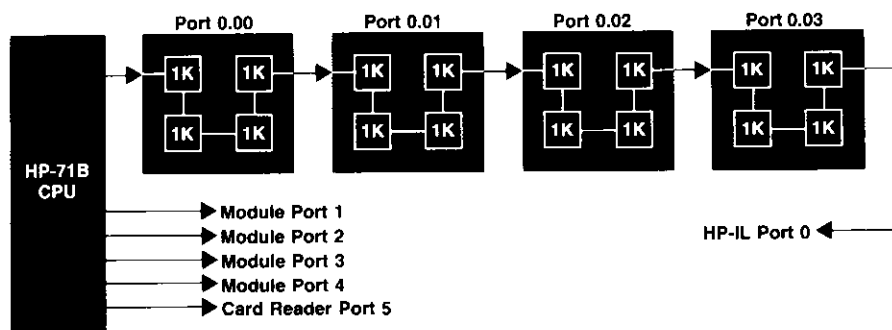 Port 0.00 Port 0.01 Port 0.02 Port 0.03
1K 1K 1K 1K 1K 1K 1K 1K
1K 1K 1K 1K 1K 1K 1K 1K
HP-71B
CPU
Module Port 1
Module Port 2
HP-IL Port 0
Module Port 3
Module Port 4
Card Reader Port 5